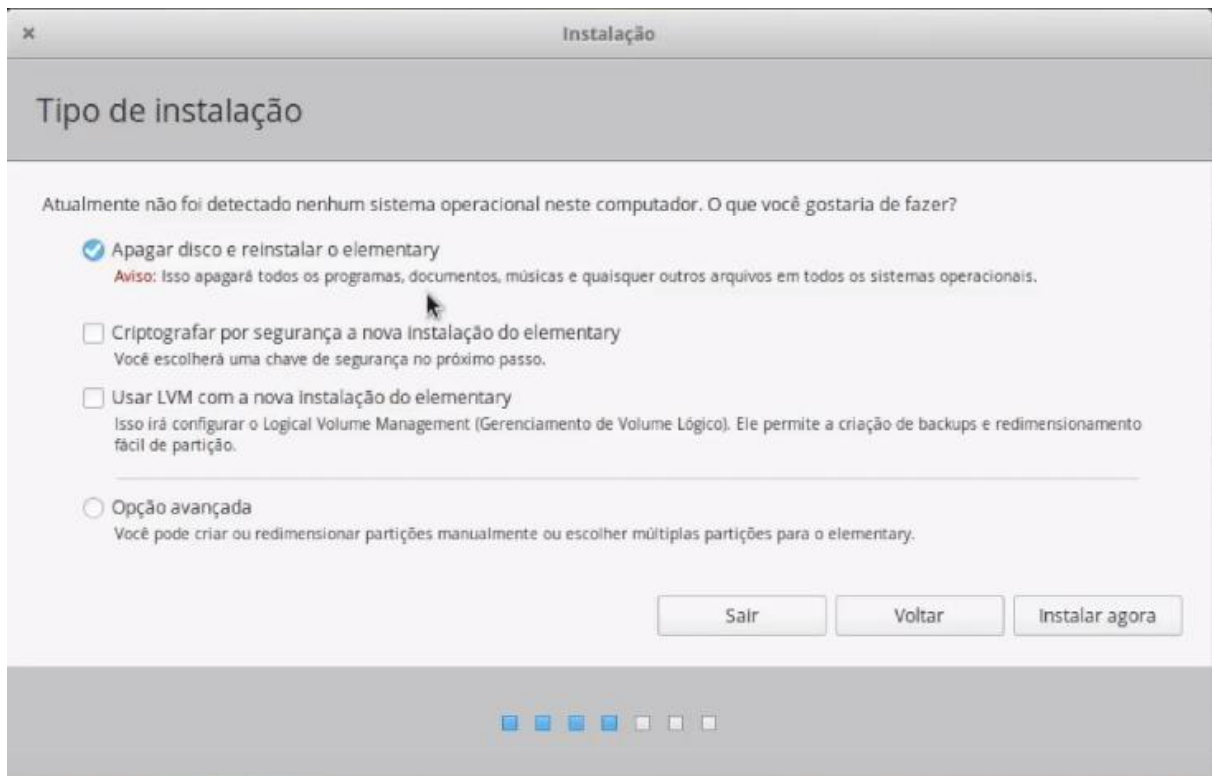 Instalação
Tipo de instalação
Atualmente não foi detectado nenhum sistema operacional neste computador. O que você gostaria de fazer?
Apagar disco e reinstalar o elementary
Aviso: Isso apagará todos os programas, documentos, músicas e quaisquer outros arquivos em todos os sistemas operacionais.
Criptografar por segurança a nova instalação do elementary
Você escolherá uma chave de segurança no próximo passo.
Usar LVM com a nova instalação do elementary
Isso irá configurar o Logical Volume Management (Gerenciamento de Volume Lógico). Ele permite a criação de backups e redimensionamento
fácil de partição.
Opção avançada
Você pode criar ou redimensionar partições manualmente ou escolher múltiplas partições para o elementary.
Sair Voltar Instalar agora